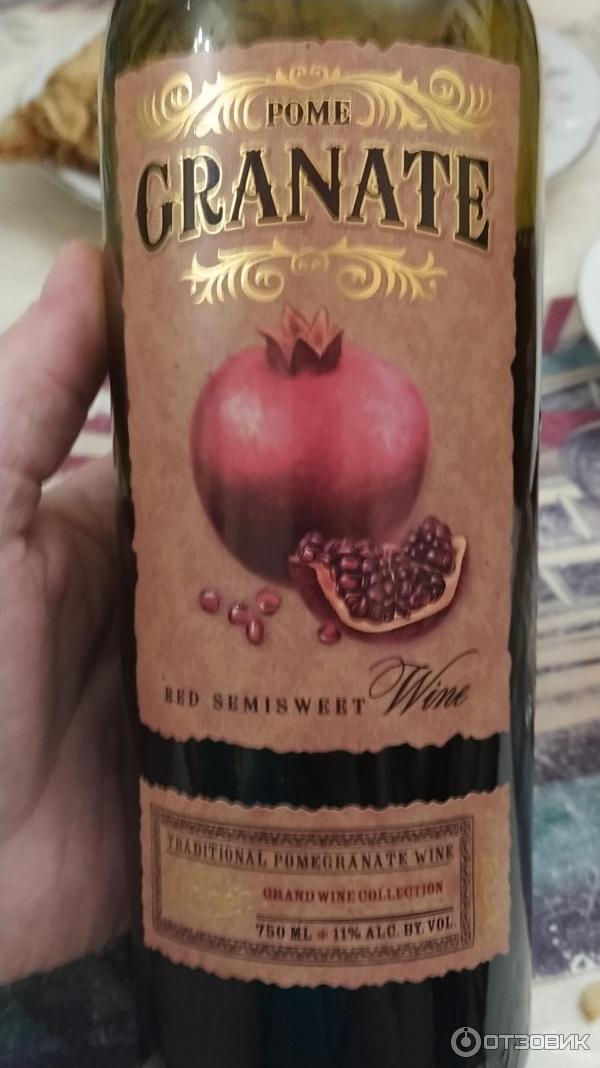 POME
GRANATE
RED SEMISWEET Wine
TRADITIONAL POMEGRANATE WINE
GRAND WINE COLLECTION
750 ML * 11% ALC. BY. VOL.
ОТЗОВИК